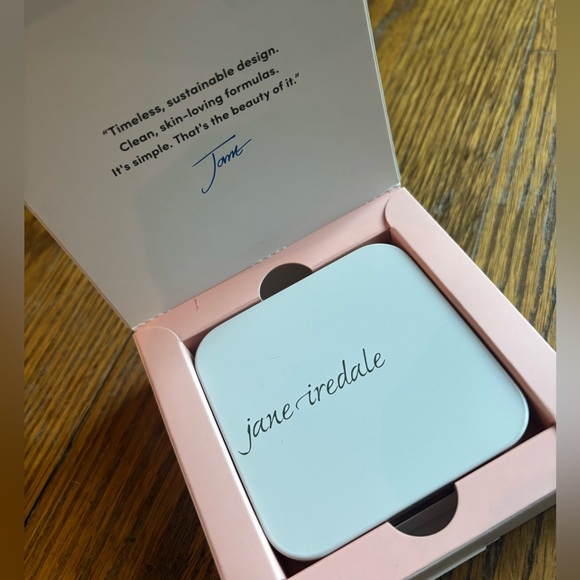 “Timeless, sustainable design.
Clean, skin-loving formulas.
It's simple. That's the beauty of it.”
Jane
jane iredale